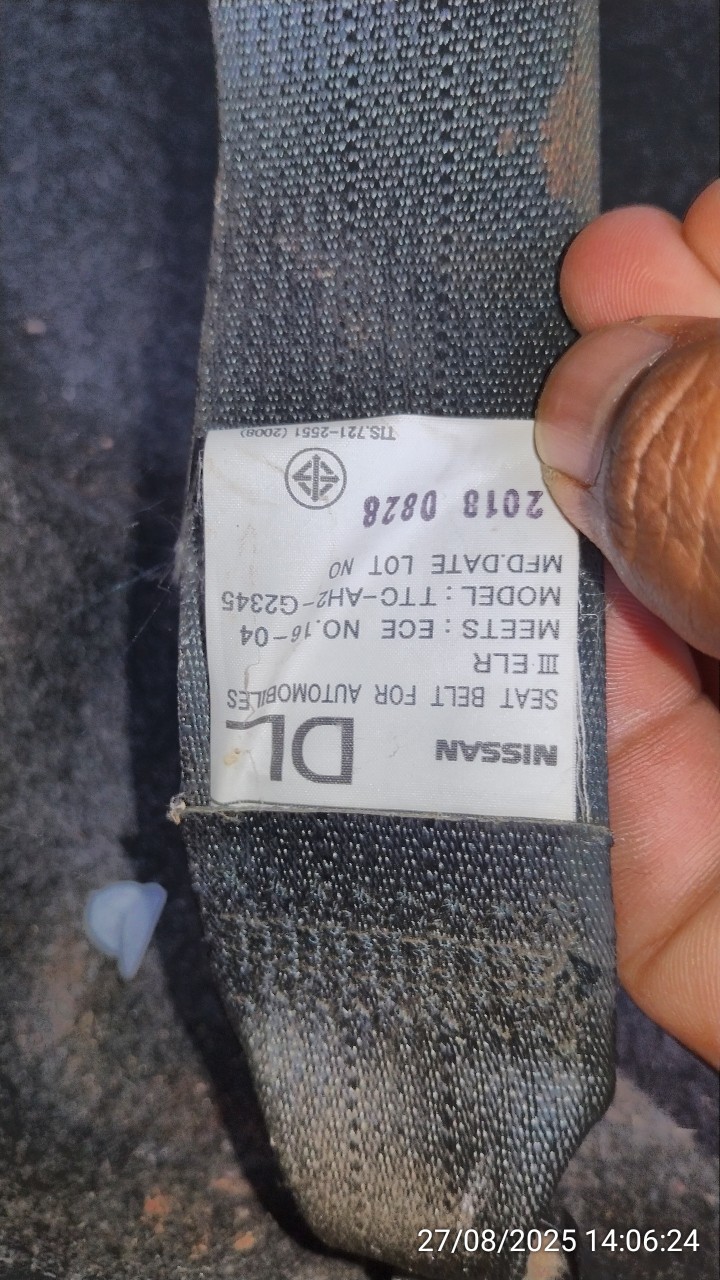 NISSAN DL
SEAT BELT FOR AUTOMOBILES
III ELR
MEETS : ECE NO.16-04
MODEL : TTC-AH2-G2345
MFD.DATE LOT NO
2018 0828
TIS.721-2551 (2008)
27/08/2025 14:06:24